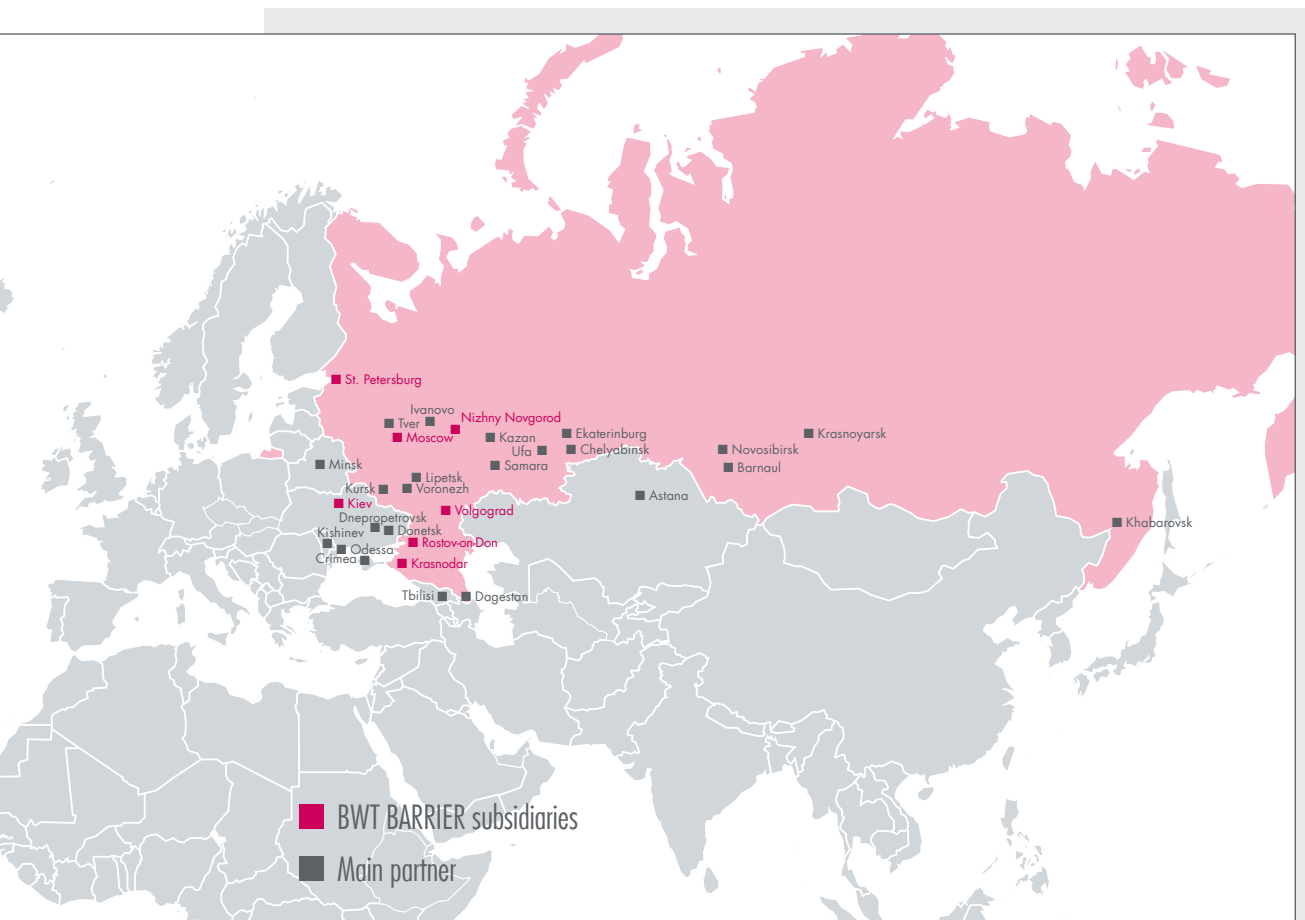 St. Petersburg
Ivanovo
Nizhny Novgorod
Tver
Moscow
Kazan
Ekaterinburg
Krasnoyarsk
Ufa
Chelyabinsk
Novosibirsk
Samara
Barnaul
Minsk
Lipetsk
Kursk
Voronezh
Astana
Kiev
Volgograd
Dnepropetrovsk
Donetsk
Khabarovsk
Kishinev
Odessa
Rostov-on-Don
Crimea
Krasnodar
Tbilisi
Dagestan
BWT BARRIER subsidiaries
Main partner